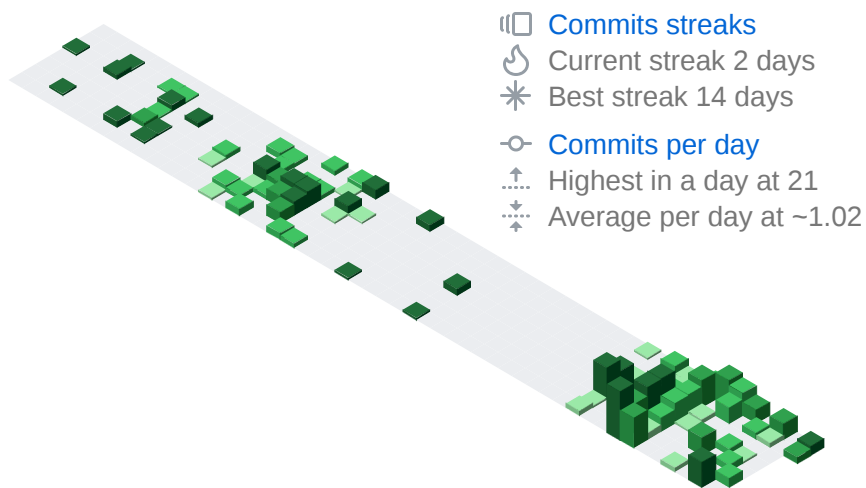 Commits streaks
Current streak 2 days
Best streak 14 days
Commits per day
Highest in a day at 21
Average per day at ~1.02